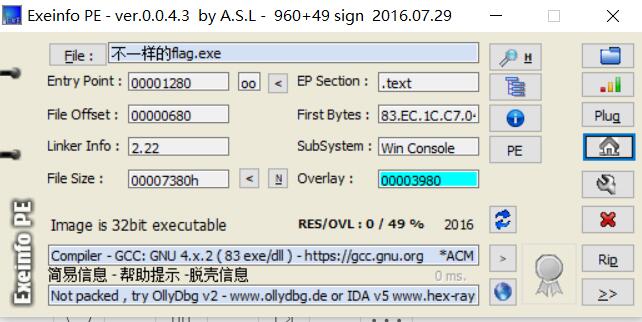 Exeinfo PE - ver.0.0.4.3 by A.S.L - 960+49 sign 2016.07.29
File : 不一样的flag.exe H
Entry Point : 00001280 oo < EP Section : .text
File Offset : 00000680 First Bytes : 83.EC.1C.C7.04 Plug
Linker Info : 2.22 SubSystem : Win Console PE
File Size : 00007380h < N Overlay : 00003980
Image is 32bit executable RES/OVL : 0 / 49 % 2016
Exeinfo PE
Compiler - GCC: GNU 4.x.2 ( 83 exe/dll ) - https://gcc.gnu.org *ACM > Rip
简易信息 - 帮助提示 -脱壳信息 0 ms.
Not packed , try OllyDbg v2 - www.ollydbg.de or IDA v5 www.hex-ray >>